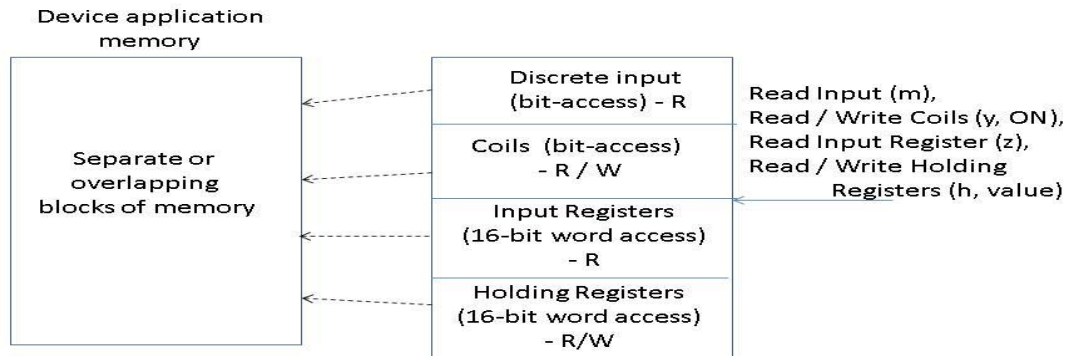 Device application
memory
Separate or
overlapping
blocks of memory
Discrete input
(bit-access) - R
Coils (bit-access)
- R / W
Input Registers
(16-bit word access)
- R
Holding Registers
(16-bit word access)
- R/W
Read Input (m),
Read / Write Coils (y, ON),
Read Input Register (z),
Read / Write Holding
Registers (h, value)